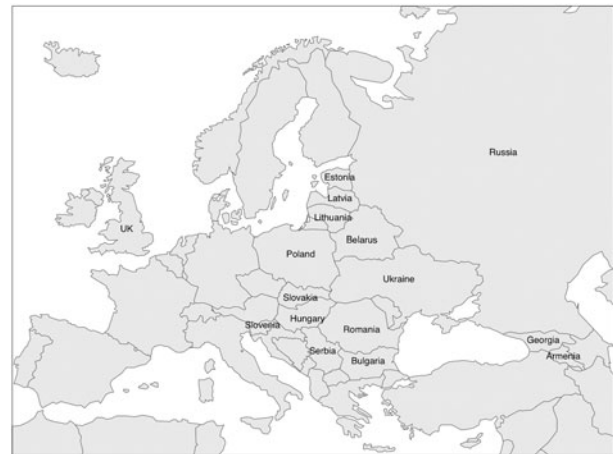 Russia
Estonia
Latvia
Lithuania
UK
Belarus
Poland
Ukraine
Slovakia
Hungary
Slovenia
Romania
Georgia
Serbia
Armenia
Bulgaria